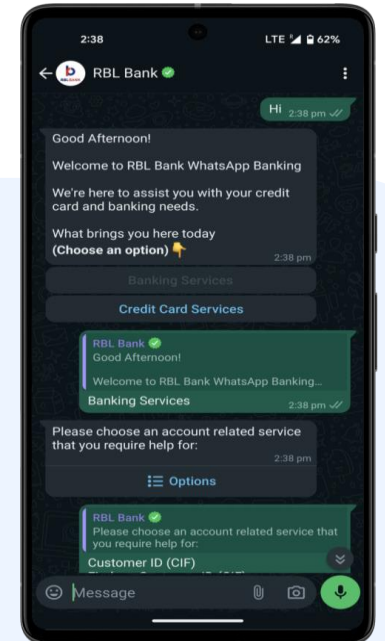 2:38
LTE 62%
RBL BANK
RBL Bank
Hi 2:38 pm
Good Afternoon!
Welcome to RBL Bank WhatsApp Banking
We're here to assist you with your credit
card and banking needs.
What brings you here today
(Choose an option)👇
2:38 pm
Banking Services
Credit Card Services
RBL Bank
Good Afternoon!
Welcome to RBL Bank WhatsApp Banking...
Banking Services
2:38 pm
Please choose an account related service
that you require help for:
2:38 pm
Options
RBL Bank
Please choose an account related service that
you require help for:
Customer ID (CIF)
Message